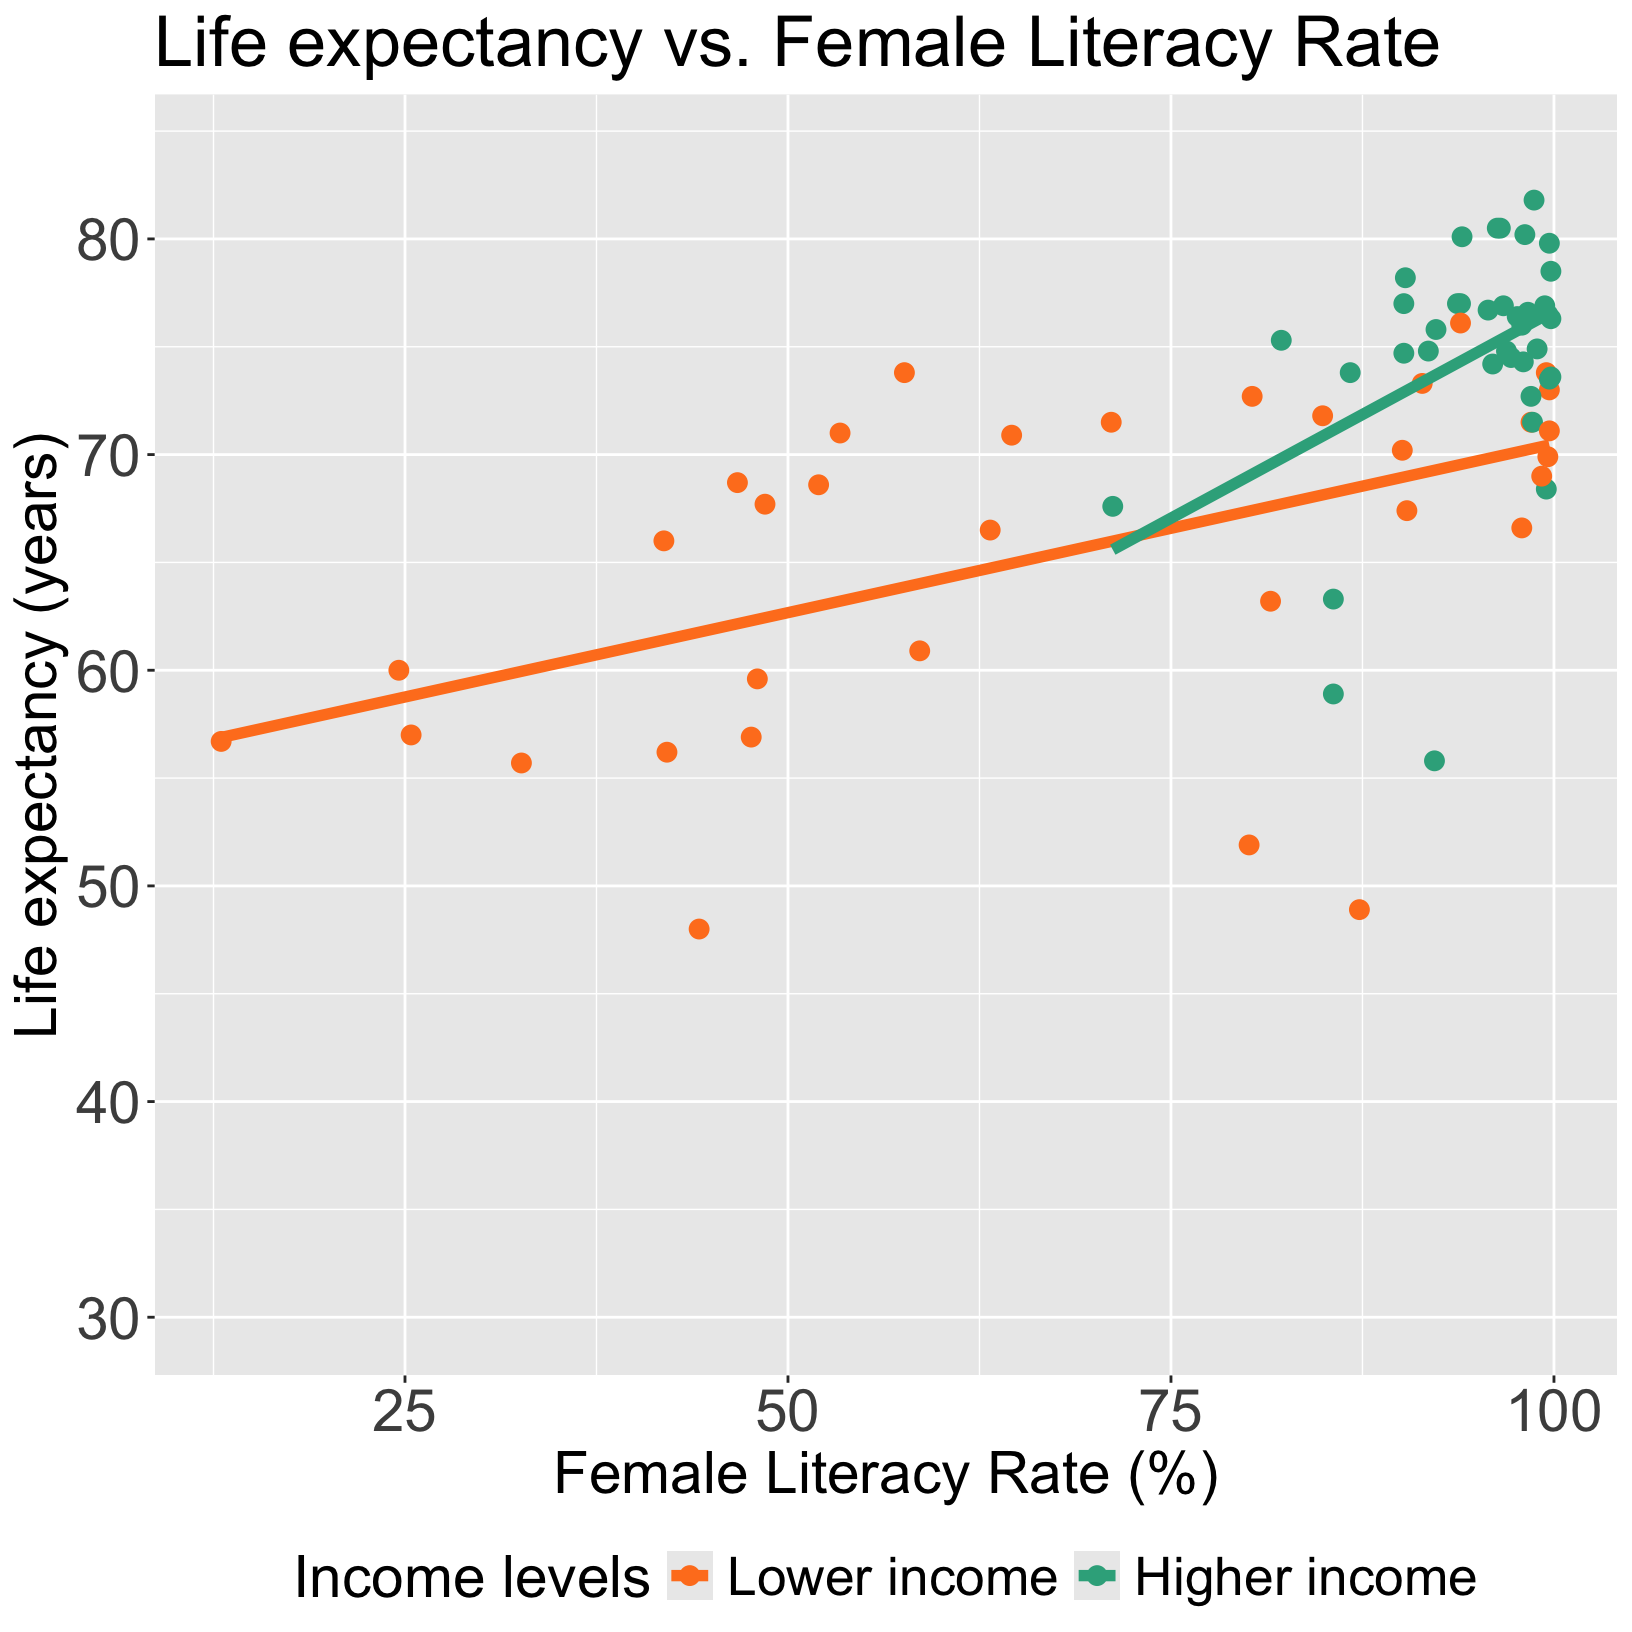 Life expectancy vs. Female Literacy Rate
Life expectancy (years)
80
70
60
50
40
30
25 50 75 100
Female Literacy Rate (%)
Income levels Lower income Higher income